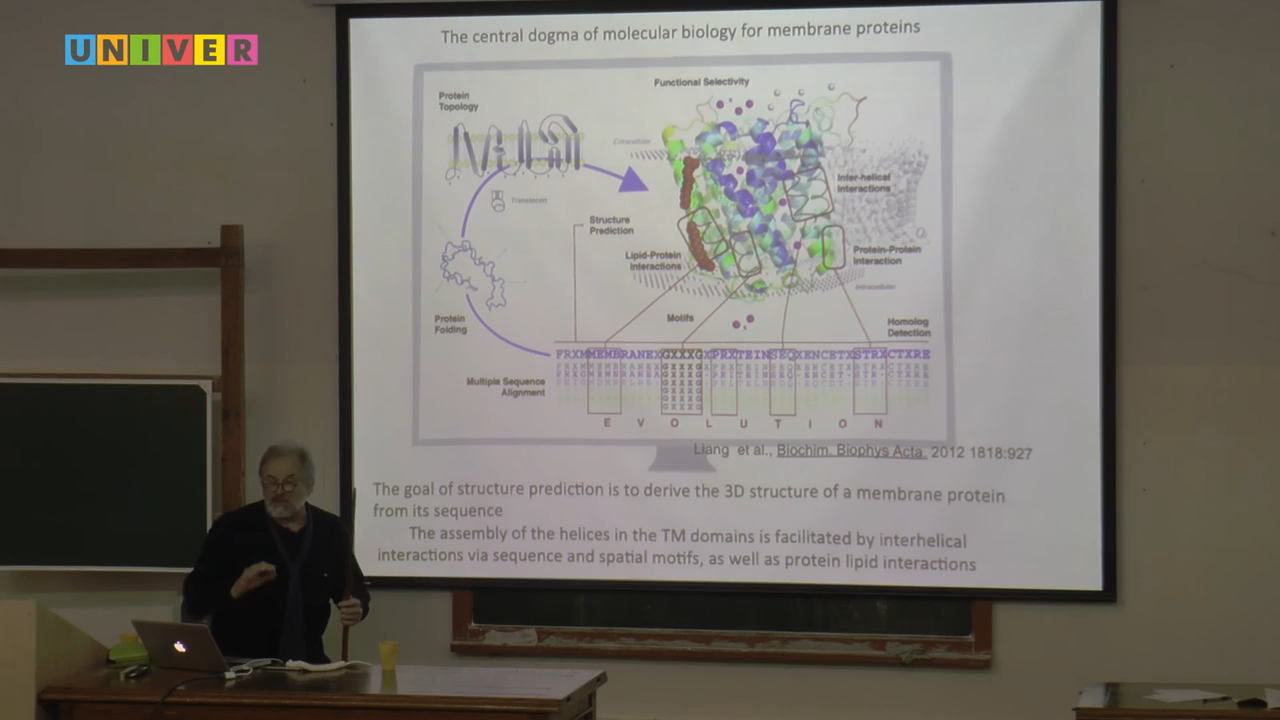 UNIVER
The central dogma of molecular biology for membrane proteins
Functional Selectivity
Protein
Topology
Extracellular
Translocon
Inter-helical
Interactions
Structure
Prediction
Lipid-Protein
Interactions
Protein-Protein
Interaction
Intracellular
Protein
Folding
Motifs
Homolog
Detection
Multiple Sequence
Alignment
E V O L U T I O N
Liang et al., Biochim. Biophys Acta, 2012 1818:927
The goal of structure prediction is to derive the 3D structure of a membrane protein
from its sequence
The assembly of the helices in the TM domains is facilitated by interhelical
interactions via sequence and spatial motifs, as well as protein lipid interactions